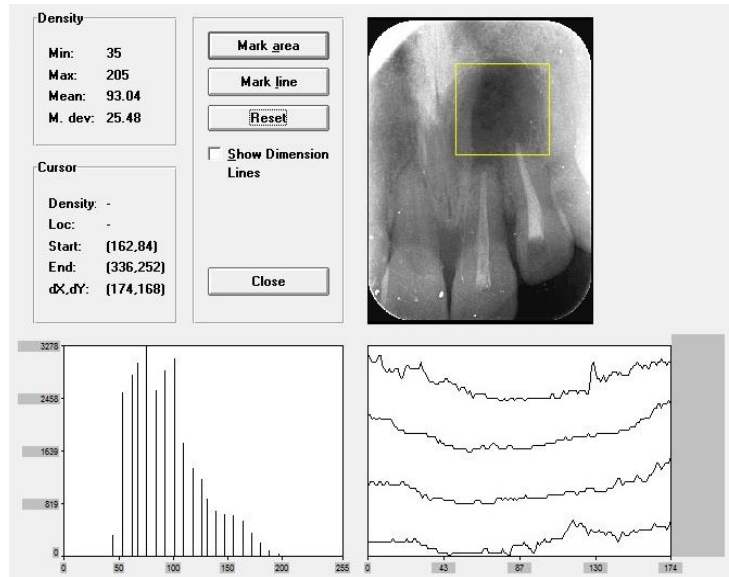 Density
Min: 35
Max: 205
Mean: 93.04
M. dev: 25.48
Cursor
Density: -
Loc: -
Start: (162,84)
End: (336,252)
dX,dY: (174,168)
Mark area
Mark line
Reset
Show Dimension
Lines
Close
3278
2458
1639
819
0
0 50 100 150 200 255
0 43 87 130 174